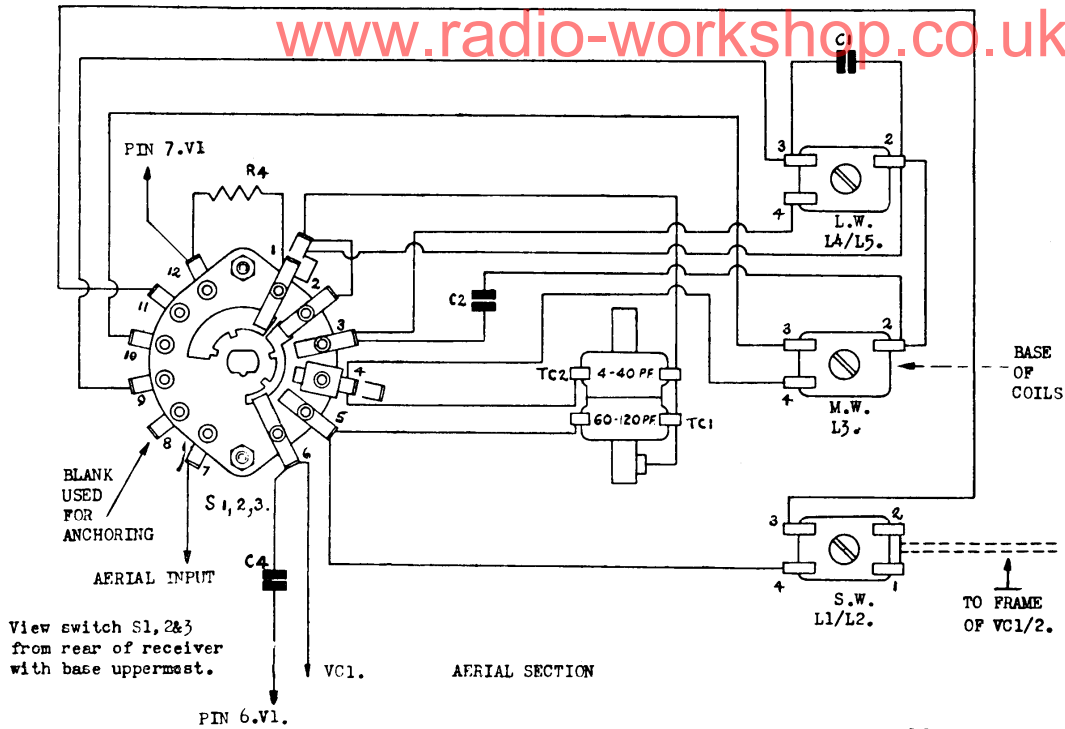 www.radio-workshop.co.uk
C1
3
2
4
L.W.
L4/L5.
PIN 7.V1
R4
1
2
3
4
5
6
7
8
9
10
11
12
C2
TC2
4-40 PF
60-120PF.
TC1
3
2
4
M.W.
L3.
BASE
OF
COILS
BLANK
USED
FOR
ANCHORING
S 1,2,3.
AERIAL INPUT
C4
3
2
4
1
S.W.
L1/L2.
TO FRAME
OF VC1/2.
View switch S1, 2&3
from rear of receiver
with base uppermost.
VC1.
AERIAL SECTION
PIN 6.V1.